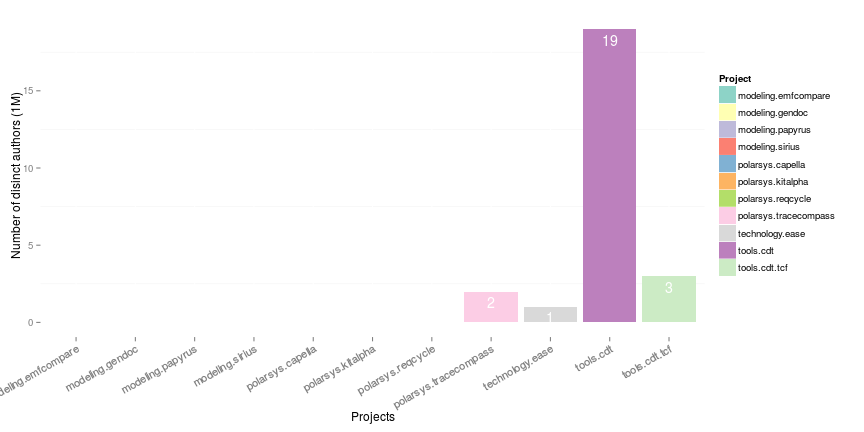 Number of disinct authors (1M)
15
10
5
0
19
2
1
3
deling.emfcompare
modeling.gendoc
modeling.papyrus
modeling.sirius
polarsys.capella
polarsys.kitalpha
polarsys.reqcycle
polarsys.tracecompass
technology.ease
tools.cdt
tools.cdt.tcf
Projects
Project
modeling.emfcompare
modeling.gendoc
modeling.papyrus
modeling.sirius
polarsys.capella
polarsys.kitalpha
polarsys.reqcycle
polarsys.tracecompass
technology.ease
tools.cdt
tools.cdt.tcf